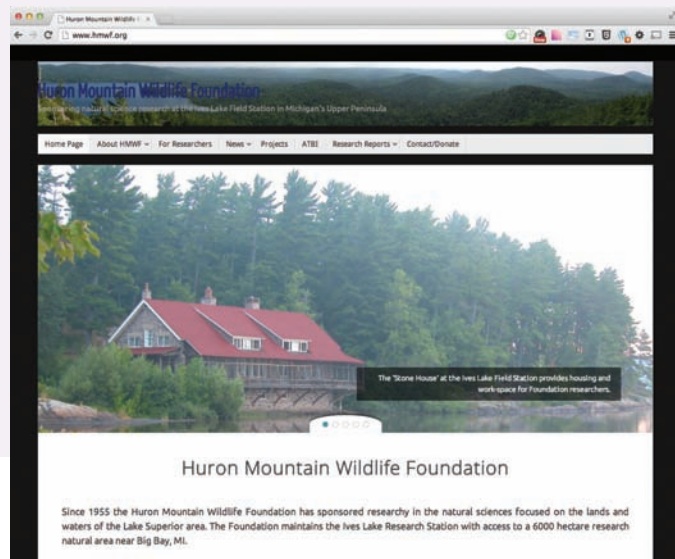 Huron Mountain Wildlife F
www.hmwf.org
Huron Mountain Wildlife Foundation
Sponsoring natural science research at the Ives Lake Field Station in Michigan's Upper Peninsula
Home Page About HMWF For Researchers News Projects ATBI Research Reports Contact/Donate
The 'Stone House' at the Ives Lake Field Station provides housing and
work-space for Foundation researchers.
Huron Mountain Wildlife Foundation
Since 1955 the Huron Mountain Wildlife Foundation has sponsored researchy in the natural sciences focused on the lands and
waters of the Lake Superior area. The Foundation maintains the Ives Lake Research Station with access to a 6000 hectare research
natural area near Big Bay, MI.